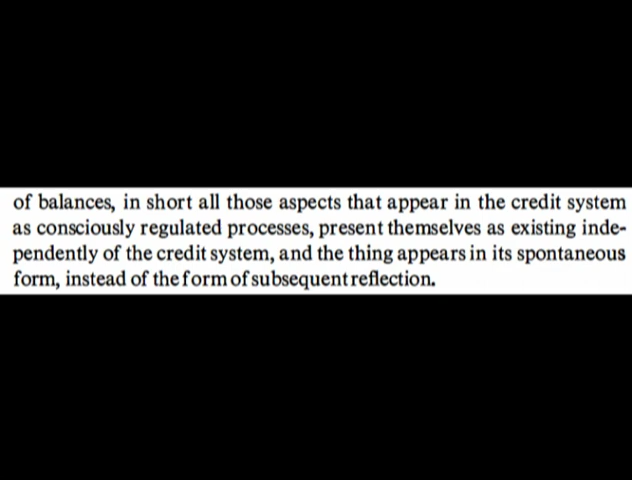 of balances, in short all those aspects that appear in the credit system
as consciously regulated processes, present themselves as existing inde-
pendently of the credit system, and the thing appears in its spontaneous
form, instead of the form of subsequent reflection.